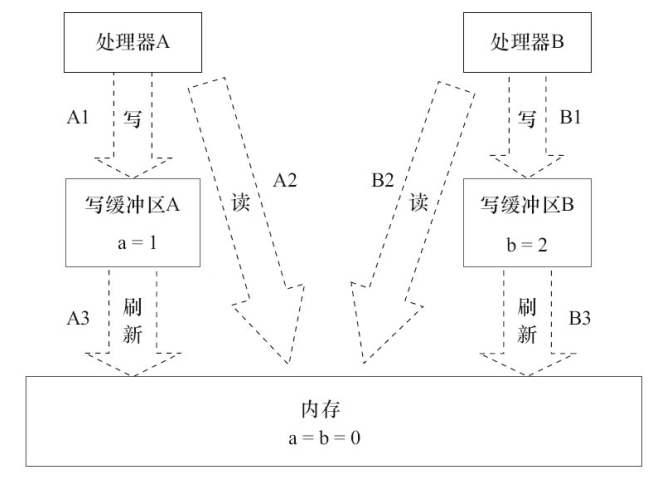 处理器A
处理器B
A1
写
写
B1
A2
B2
读
读
写缓冲区A
a = 1
写缓冲区B
b = 2
A3
刷
新
刷
新
B3
内存
a = b = 0